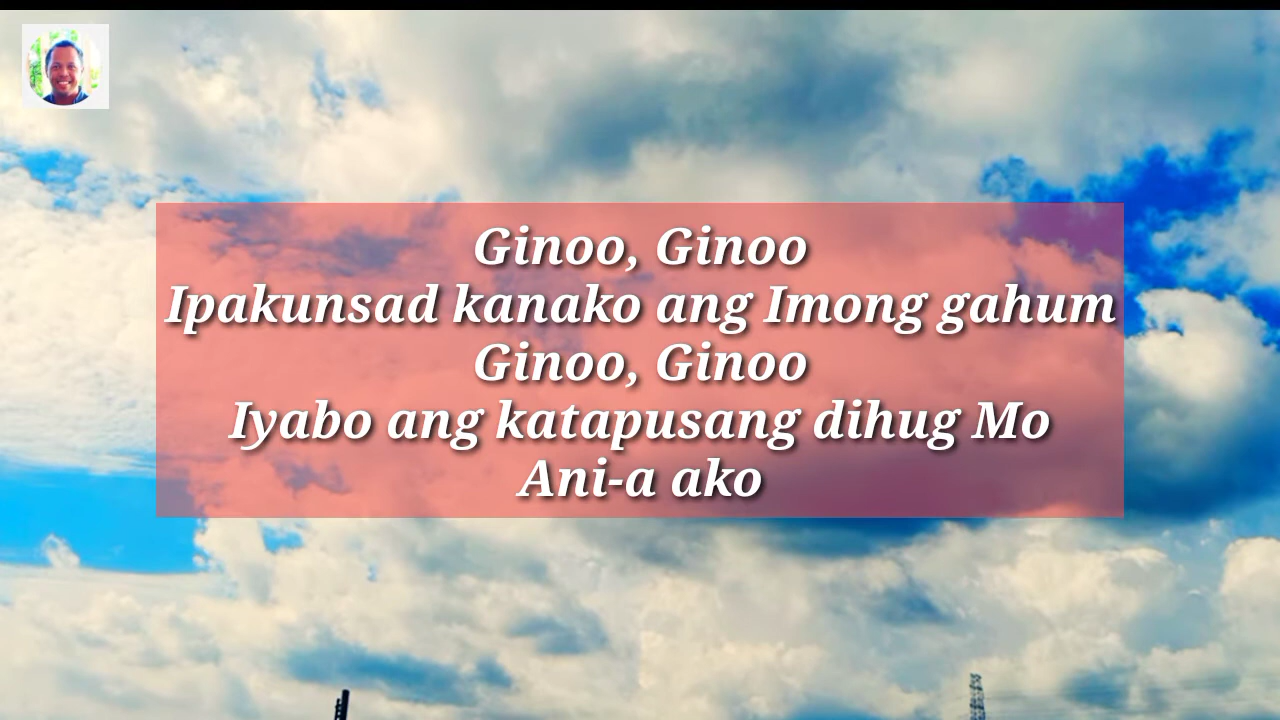 Ginoo, Ginoo
Ipakunsad kanako ang Imong gahum
Ginoo, Ginoo
Iyabo ang katapusang dihug Mo
Ani-a ako